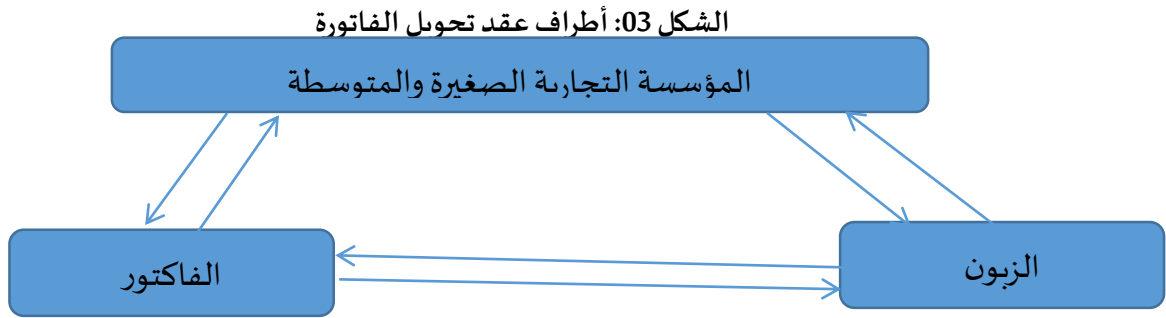 الشكل 03: أطراف عقد تحويل الفاتورة
المؤسسة التجارية الصغيرة والمتوسطة
الفاكتور
الزبون